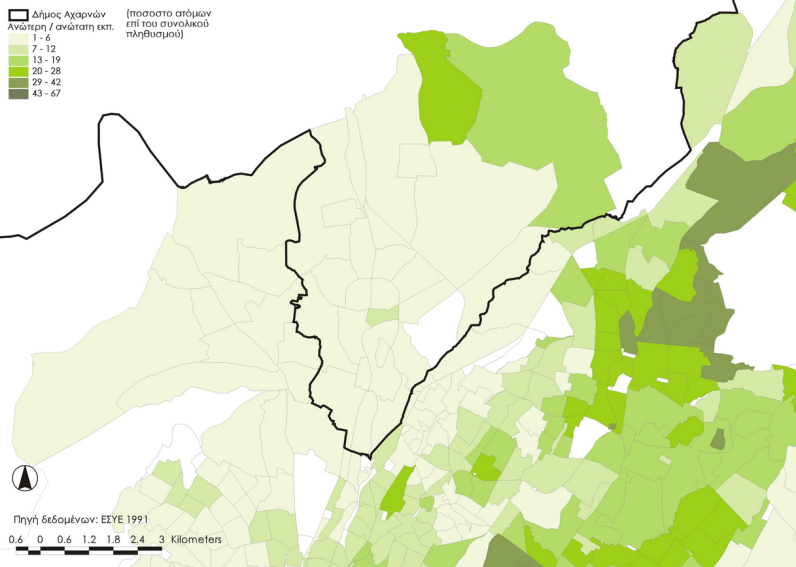 Δήμος Αχαρνών
Ανώτερη / ανώτατη εκπ.
(ποσοστο ατόμων
επί του συνολικού
πληθυσμού)
1 - 6
7 - 12
13 - 19
20 - 28
29 - 42
43 - 67
Πηγή δεδομένων: ΕΣΥΕ 1991
0.6 0 0.6 1.2 1.8 2.4 3 Kilometers